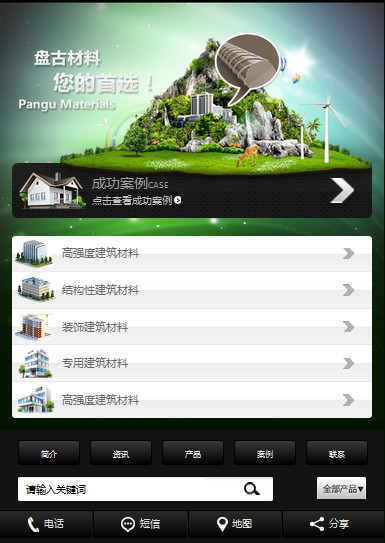 盘古材料
您的首选！
Pangu Materials
成功案例CASE
点击查看成功案例
高强度建筑材料
结构性建筑材料
装饰建筑材料
专用建筑材料
高强度建筑材料
简介 资讯 产品 案例 联系
请输入关键词 全部产品▼
电话 短信 地图 分享